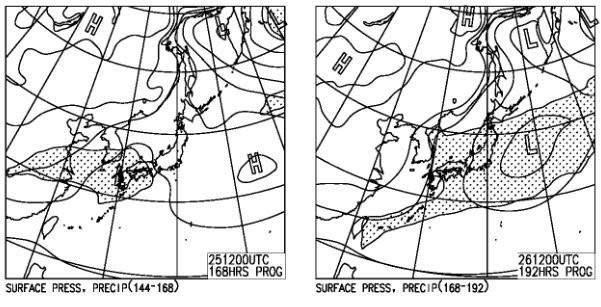 H
H
251200UTC
168HRS PROG
SURFACE PRESS, PRECIP(144-168)
H
H
L
L
261200UTC
192HRS PROG
SURFACE PRESS, PRECIP(168-192)